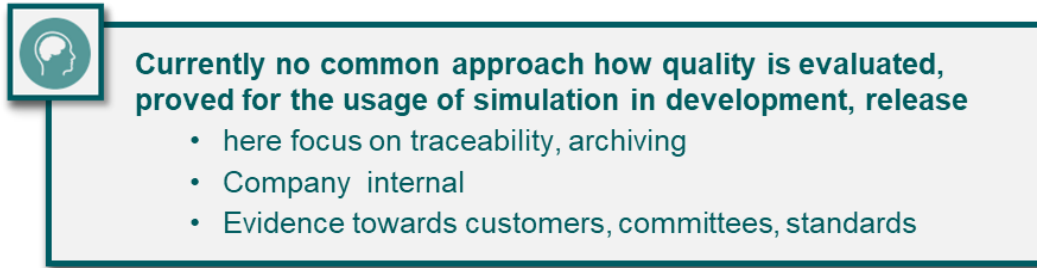 Currently no common approach how quality is evaluated,
proved for the usage of simulation in development, release
• here focus on traceability, archiving
• Company internal
• Evidence towards customers, committees, standards